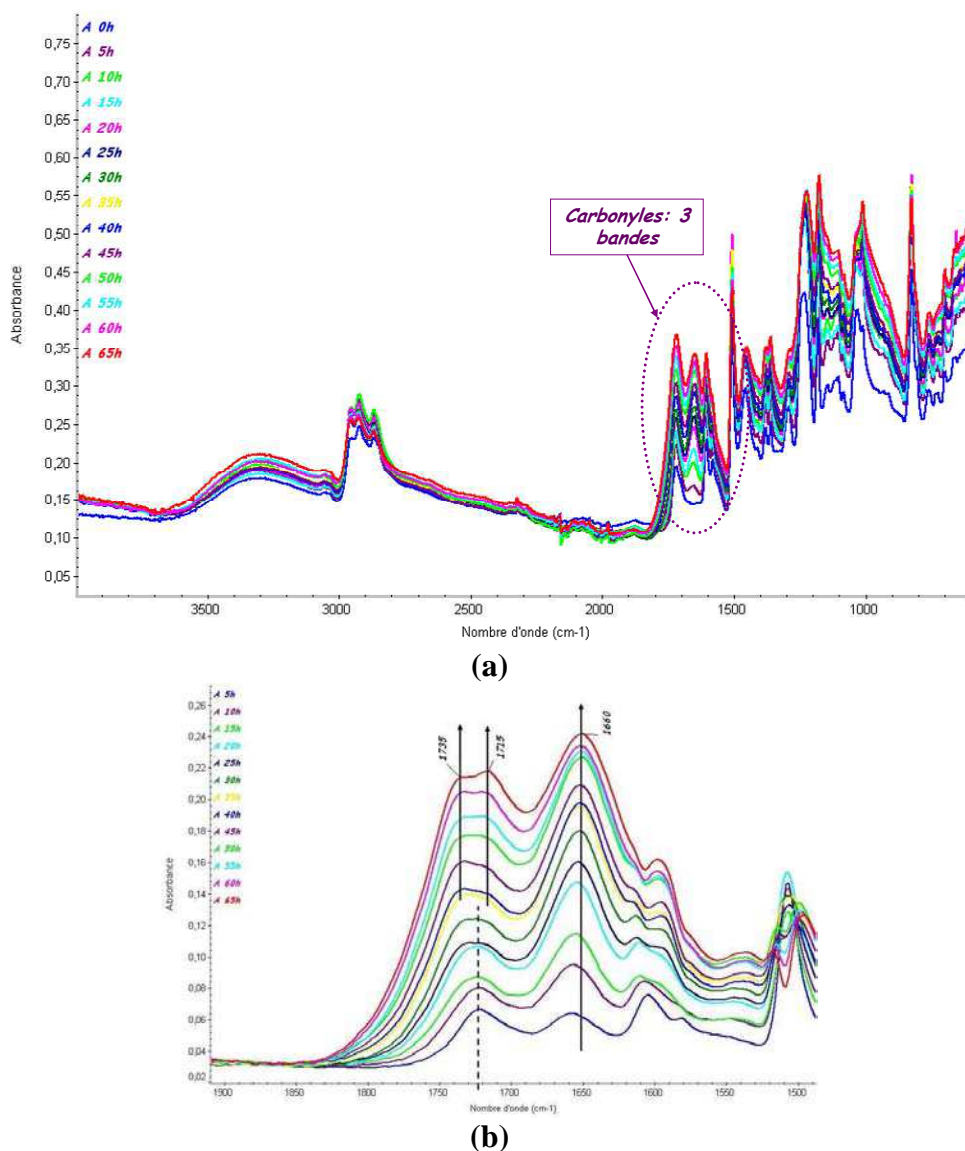 A 0h
A 5h
A 10h
A 15h
A 20h
A 25h
A 30h
A 35h
A 40h
A 45h
A 50h
A 55h
A 60h
A 65h
0,75
0,70
0,65
0,60
0,55
0,50
0,45
0,40
0,35
0,30
0,25
0,20
0,15
0,10
0,05
Absorbance
Carbonyles: 3
bandes
3500 3000 2500 2000 1500 1000
Nombre d'onde (cm-1)
(a)
A 5h
A 10h
A 15h
A 20h
A 25h
A 30h
A 35h
A 40h
A 45h
A 50h
A 55h
A 60h
A 65h
0,26
0,24
0,22
0,20
0,18
0,16
0,14
0,12
0,10
0,08
0,06
0,04
0,02
Absorbance
1735
1715
1660
1900 1850 1800 1750 1700 1650 1600 1550 1500
Nombre d'onde (cm-1)
(b)